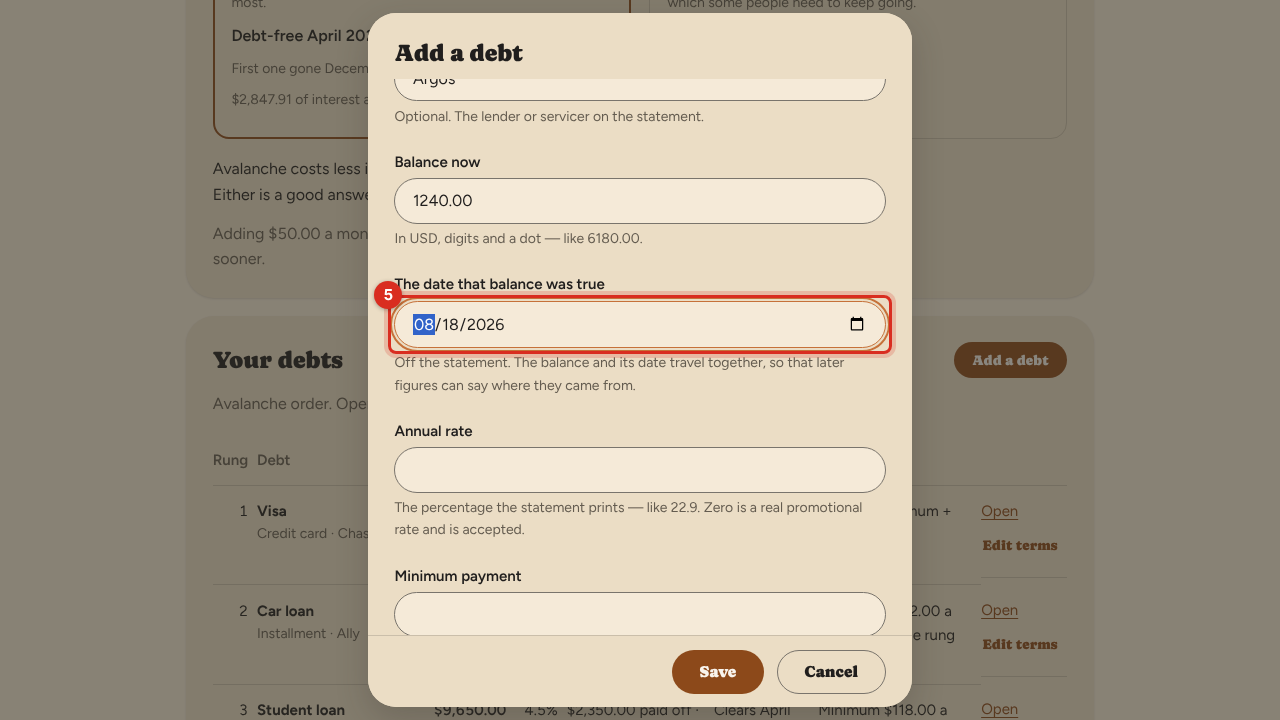 most.
which some people need to keep going.
Debt-free April 202
First one gone Decem
$2,847.91 of interest a
Avalanche costs less i
Either is a good answe
Adding $50.00 a mon
sooner.
Your debts
Add a debt
Avalanche order. Ope
Rung Debt
1 Visa
Credit card · Chas
num +
Open
Edit terms
2 Car loan
Installment · Ally
2.00 a
e rung
Open
Edit terms
3 Student loan
$9,650.00 4.5% $2,350.00 paid off · Clears April Minimum $118.00 a
Open
Add a debt
Argos
Optional. The lender or servicer on the statement.
Balance now
1240.00
In USD, digits and a dot — like 6180.00.
The date that balance was true
5
08/18/2026
Off the statement. The balance and its date travel together, so that later
figures can say where they came from.
Annual rate
The percentage the statement prints — like 22.9. Zero is a real promotional
rate and is accepted.
Minimum payment
Save
Cancel